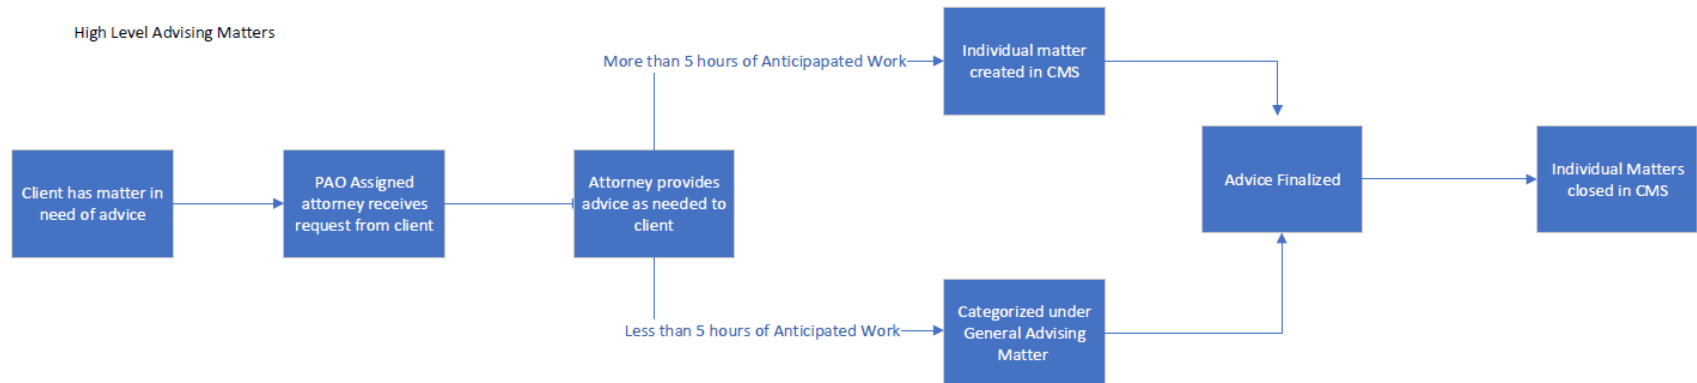 High Level Advising Matters
More than 5 hours of Anticipapated Work
Individual matter
created in CMS
Client has matter in
need of advice
PAO Assigned
attorney receives
request from client
Attorney provides
advice as needed to
client
Advice Finalized
Individual Matters
closed in CMS
Less than 5 hours of Anticipated Work
Categorized under
General Advising
Matter